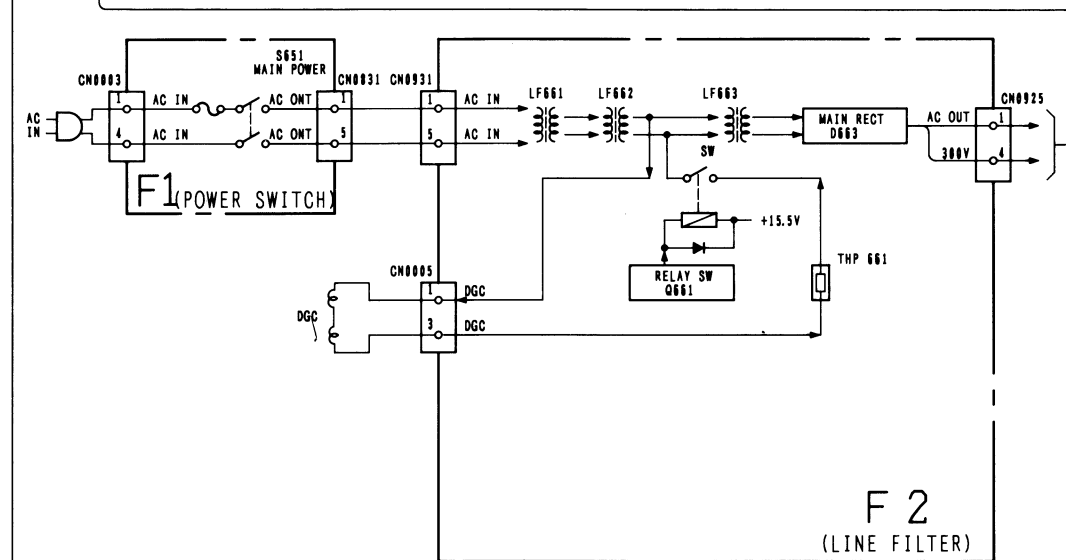 S651
MAIN POWER
CN0003
CN0831 CN0931
1 AC IN AC ONT 1
4 AC IN AC ONT 5
AC
IN
F1 (POWER SWITCH)
1 AC IN
5 AC IN
LF661 LF662 LF663
MAIN RECT
D663
CN0925
AC OUT 1
300V 4
SW
+15.5V
RELAY SW
Q661
THP 661
CN0005
1 DGC
3 DGC
DGC
F 2
(LINE FILTER)